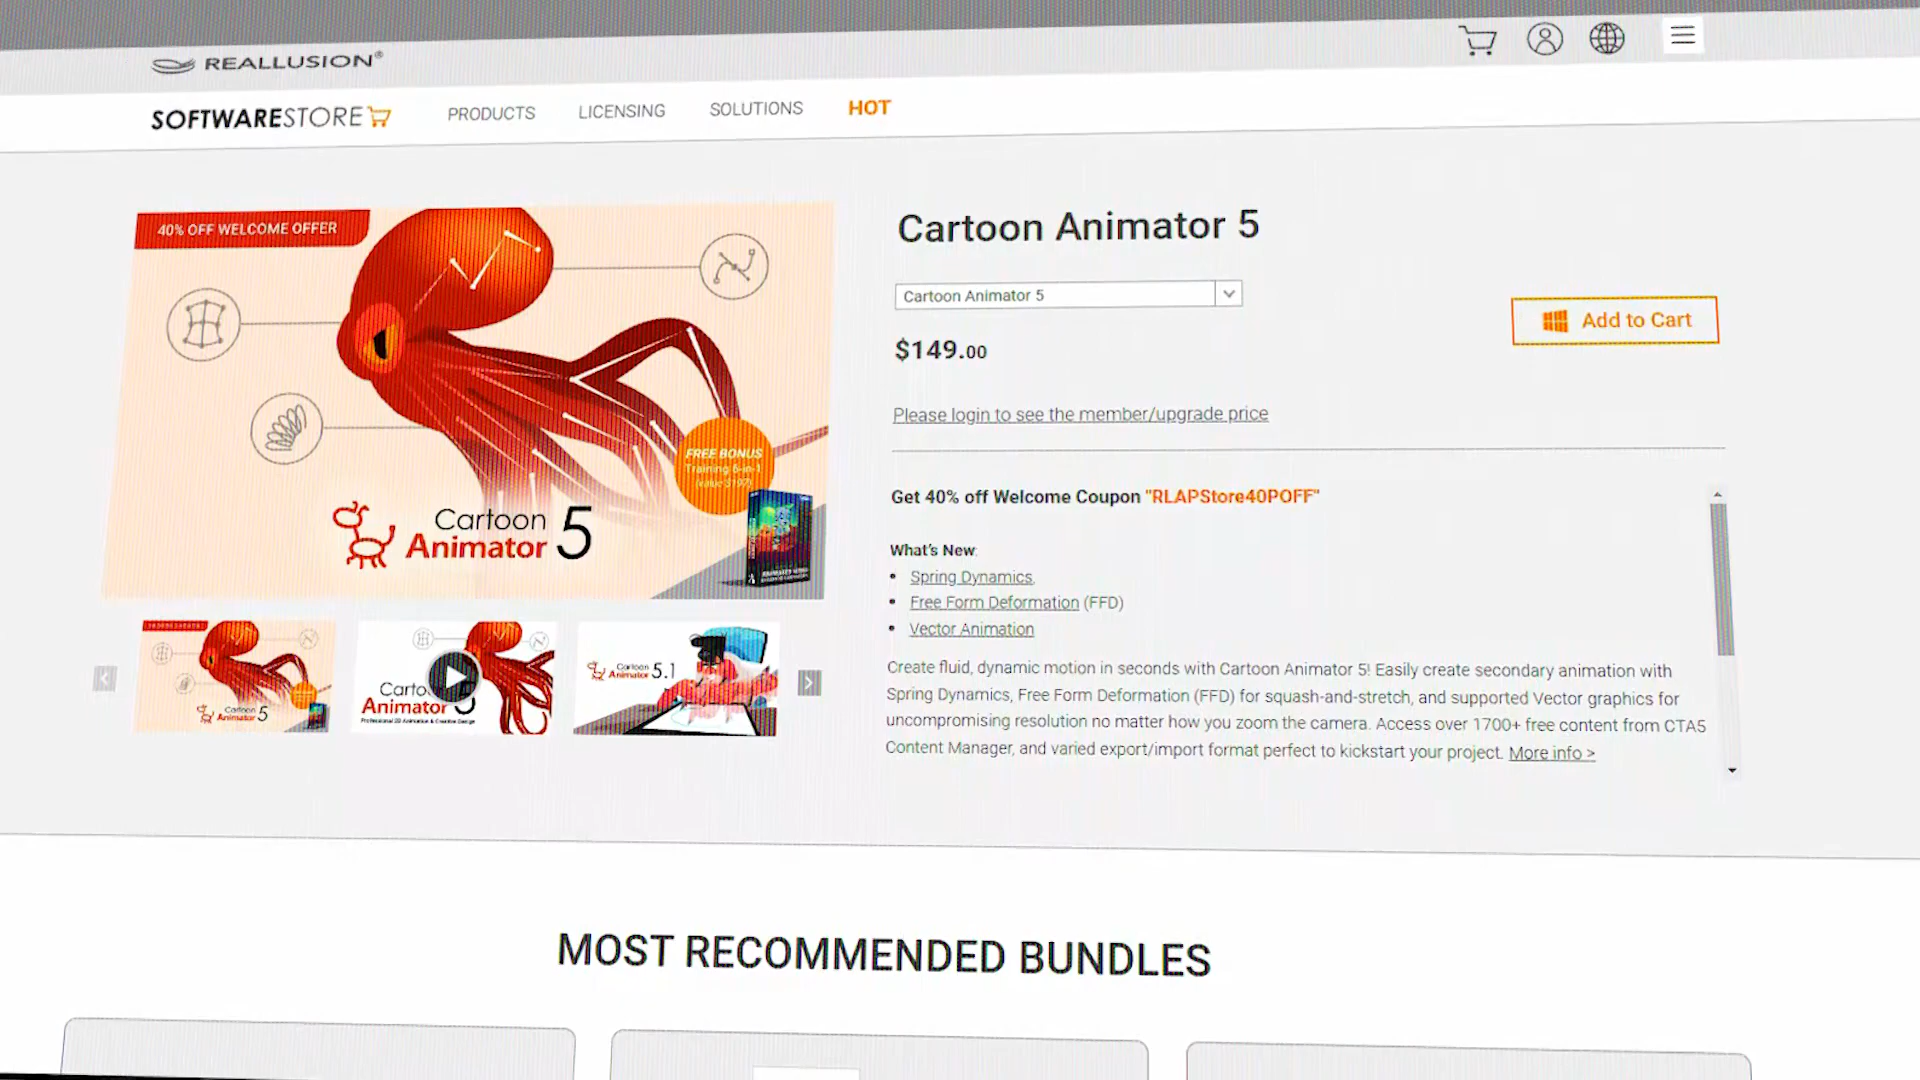 REALLUSION®
SOFTWARESTORE
PRODUCTS
LICENSING
SOLUTIONS
HOT
40% OFF WELCOME OFFER
FREE BONUS
Training 6-in-1
(value $197)
Cartoon
Animator 5
Cartoon Animator 5
Cartoon Animator 5
$149.00
Add to Cart
Please login to see the member/upgrade price
Get 40% off Welcome Coupon "RLAPStore40POFF"
What's New:
• Spring Dynamics
• Free Form Deformation (FFD)
• Vector Animation
Create fluid, dynamic motion in seconds with Cartoon Animator 5! Easily create secondary animation with
Spring Dynamics, Free Form Deformation (FFD) for squash-and-stretch, and supported Vector graphics for
uncompromising resolution no matter how you zoom the camera. Access over 1700+ free content from CTA5
Content Manager, and varied export/import format perfect to kickstart your project. More info >
Cartoon
Animator 5
Animator 5
Professional 2D Animation & Creative Design
Cartoon
Animator 5.1
MOST RECOMMENDED BUNDLES